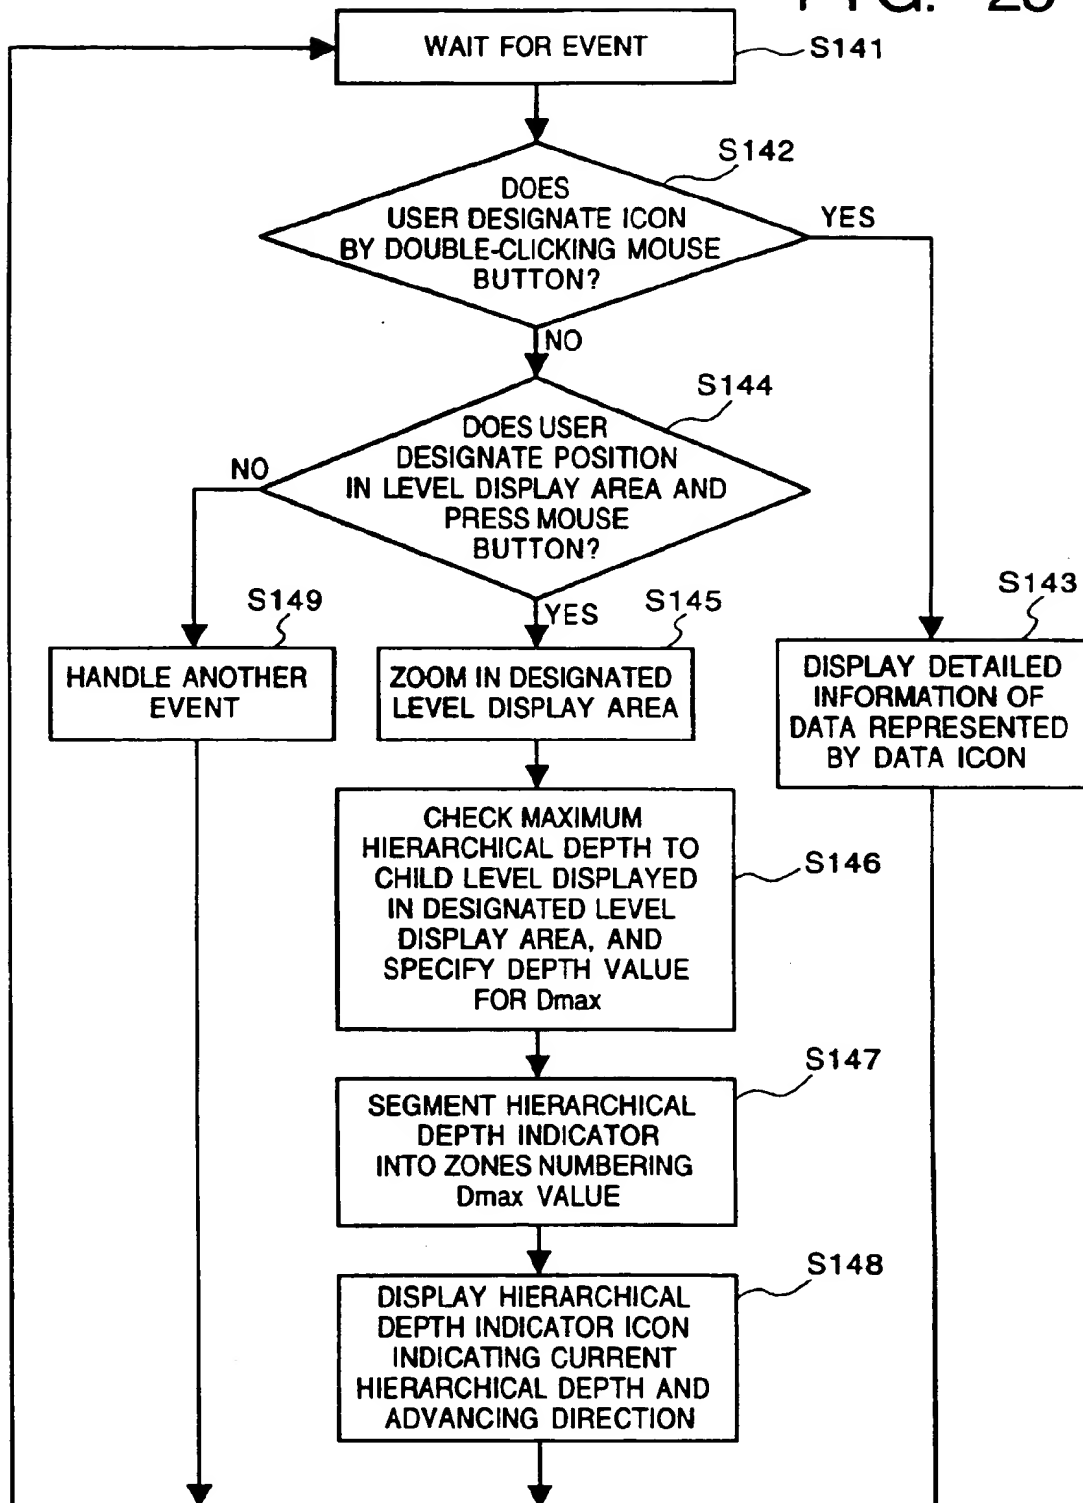 FIG.
WAIT FOR EVENT
S141
S142
DOES
USER DESIGNATE ICON
BY DOUBLE-CLICKING MOUSE
BUTTON?
YES
NO
S144
DOES USER
DESIGNATE POSITION
IN LEVEL DISPLAY AREA AND
PRESS MOUSE
BUTTON?
NO
YES
S149
HANDLE ANOTHER
EVENT
S145
ZOOM IN DESIGNATED
LEVEL DISPLAY AREA
S143
DISPLAY DETAILED
INFORMATION OF
DATA REPRESENTED
BY DATA ICON
CHECK MAXIMUM
HIERARCHICAL DEPTH TO
CHILD LEVEL DISPLAYED
IN DESIGNATED LEVEL
DISPLAY AREA, AND
SPECIFY DEPTH VALUE
FOR Dmax
S146
S147
SEGMENT HIERARCHICAL
DEPTH INDICATOR
INTO ZONES NUMBERING
Dmax VALUE
S148
DISPLAY HIERARCHICAL
DEPTH INDICATOR ICON
INDICATING CURRENT
HIERARCHICAL DEPTH AND
ADVANCING DIRECTION